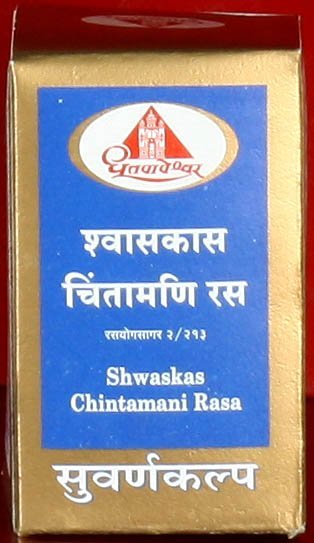 धूतपापेश्वर
श्वासकास
चिंतामणि रस
रसयोगसागर २/२१३
Shwaskas
Chintamani Rasa
सुवर्णकल्प